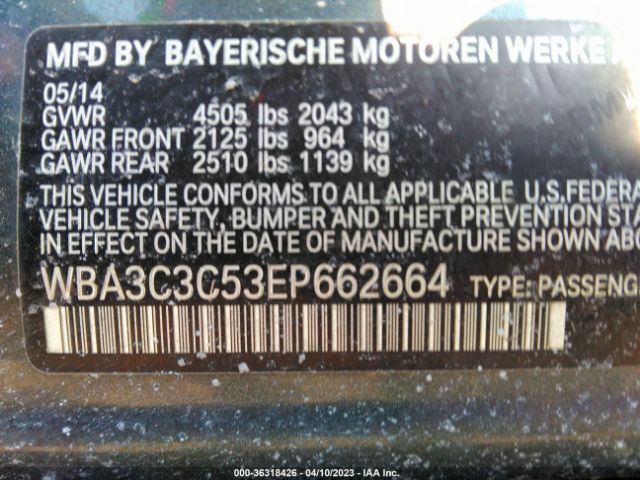 MFD BY BAYERISCHE MOTOREN WERKE
05/14
GVWR 4505 lbs 2043 kg
GAWR FRONT 2125 lbs 964 kg
GAWR REAR 2510 lbs 1139 kg
THIS VEHICLE CONFORMS TO ALL APPLICABLE U.S.FEDERA
VEHICLE SAFETY, BUMPER AND THEFT PREVENTION STA
IN EFFECT ON THE DATE OF MANUFACTURE SHOWN ABO
WBA3C3C53EP662664 TYPE: PASSENG
000-36318426 - 04/10/2023 - IAA Inc.